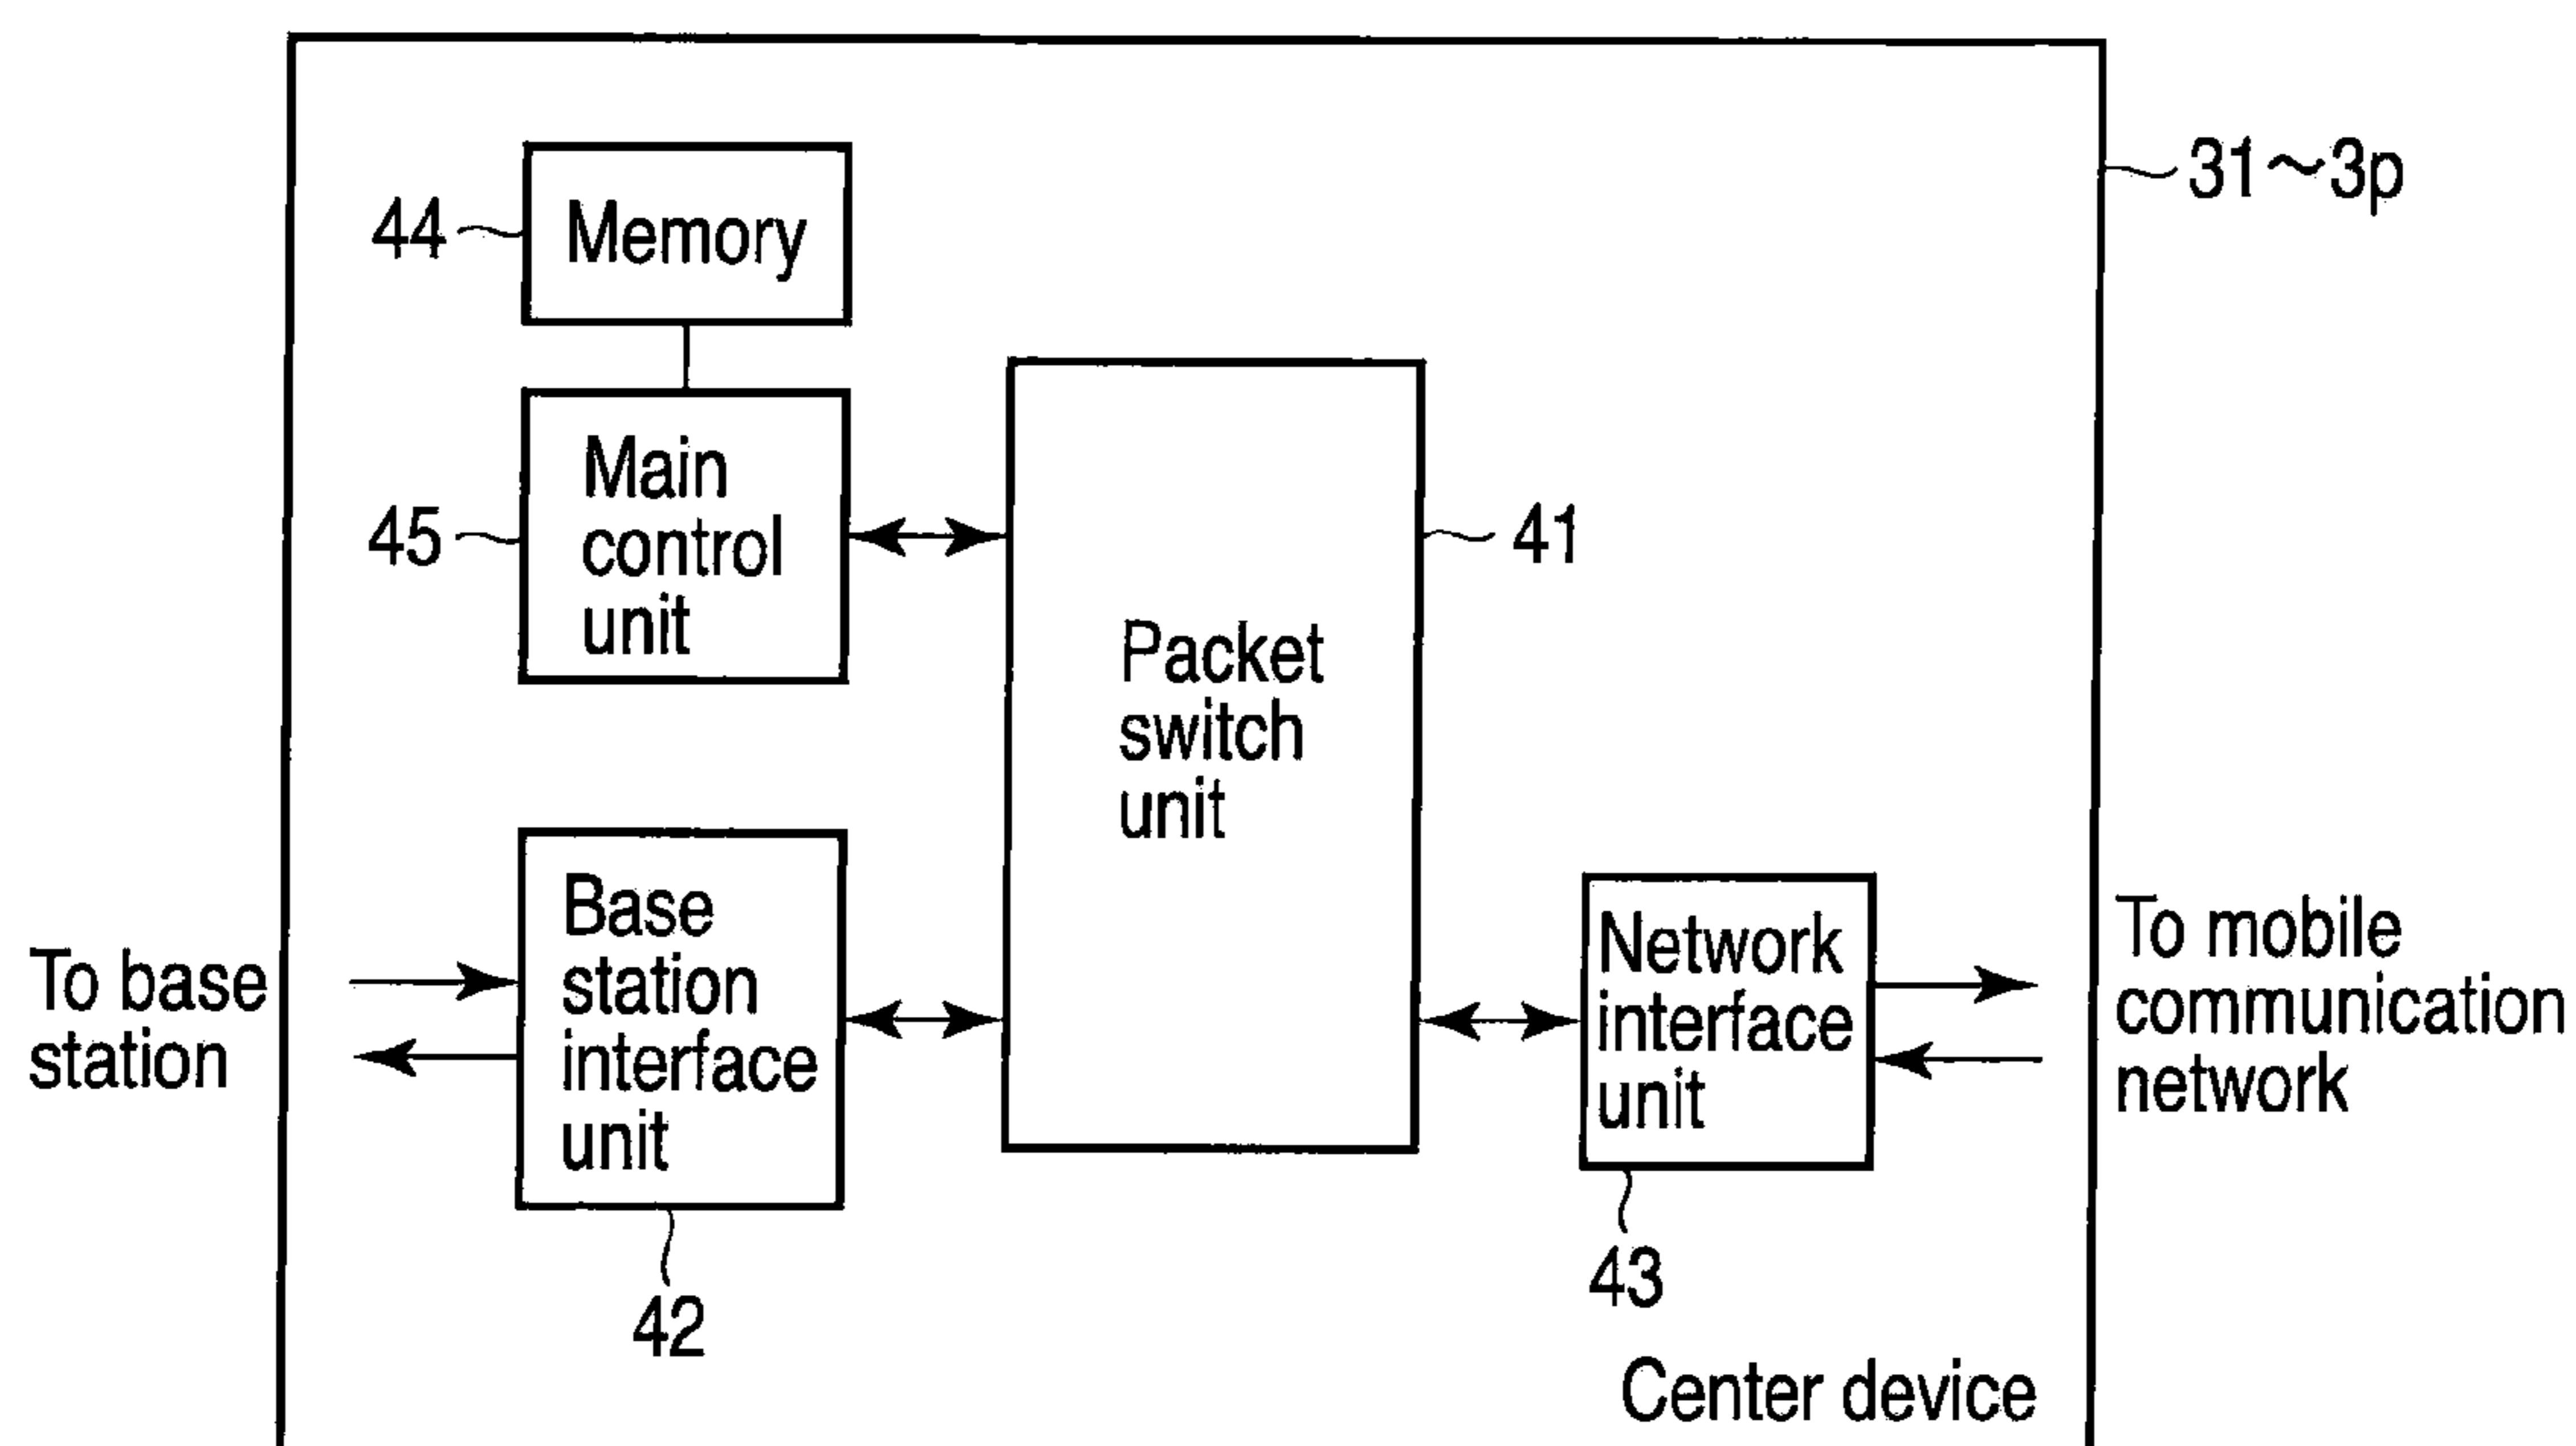 31~3p
44
Memory
45
Main
control
unit
41
Packet
switch
unit
To base
station
Base
station
interface
unit
42
Network
interface
unit
43
To mobile
communication
network
Center device